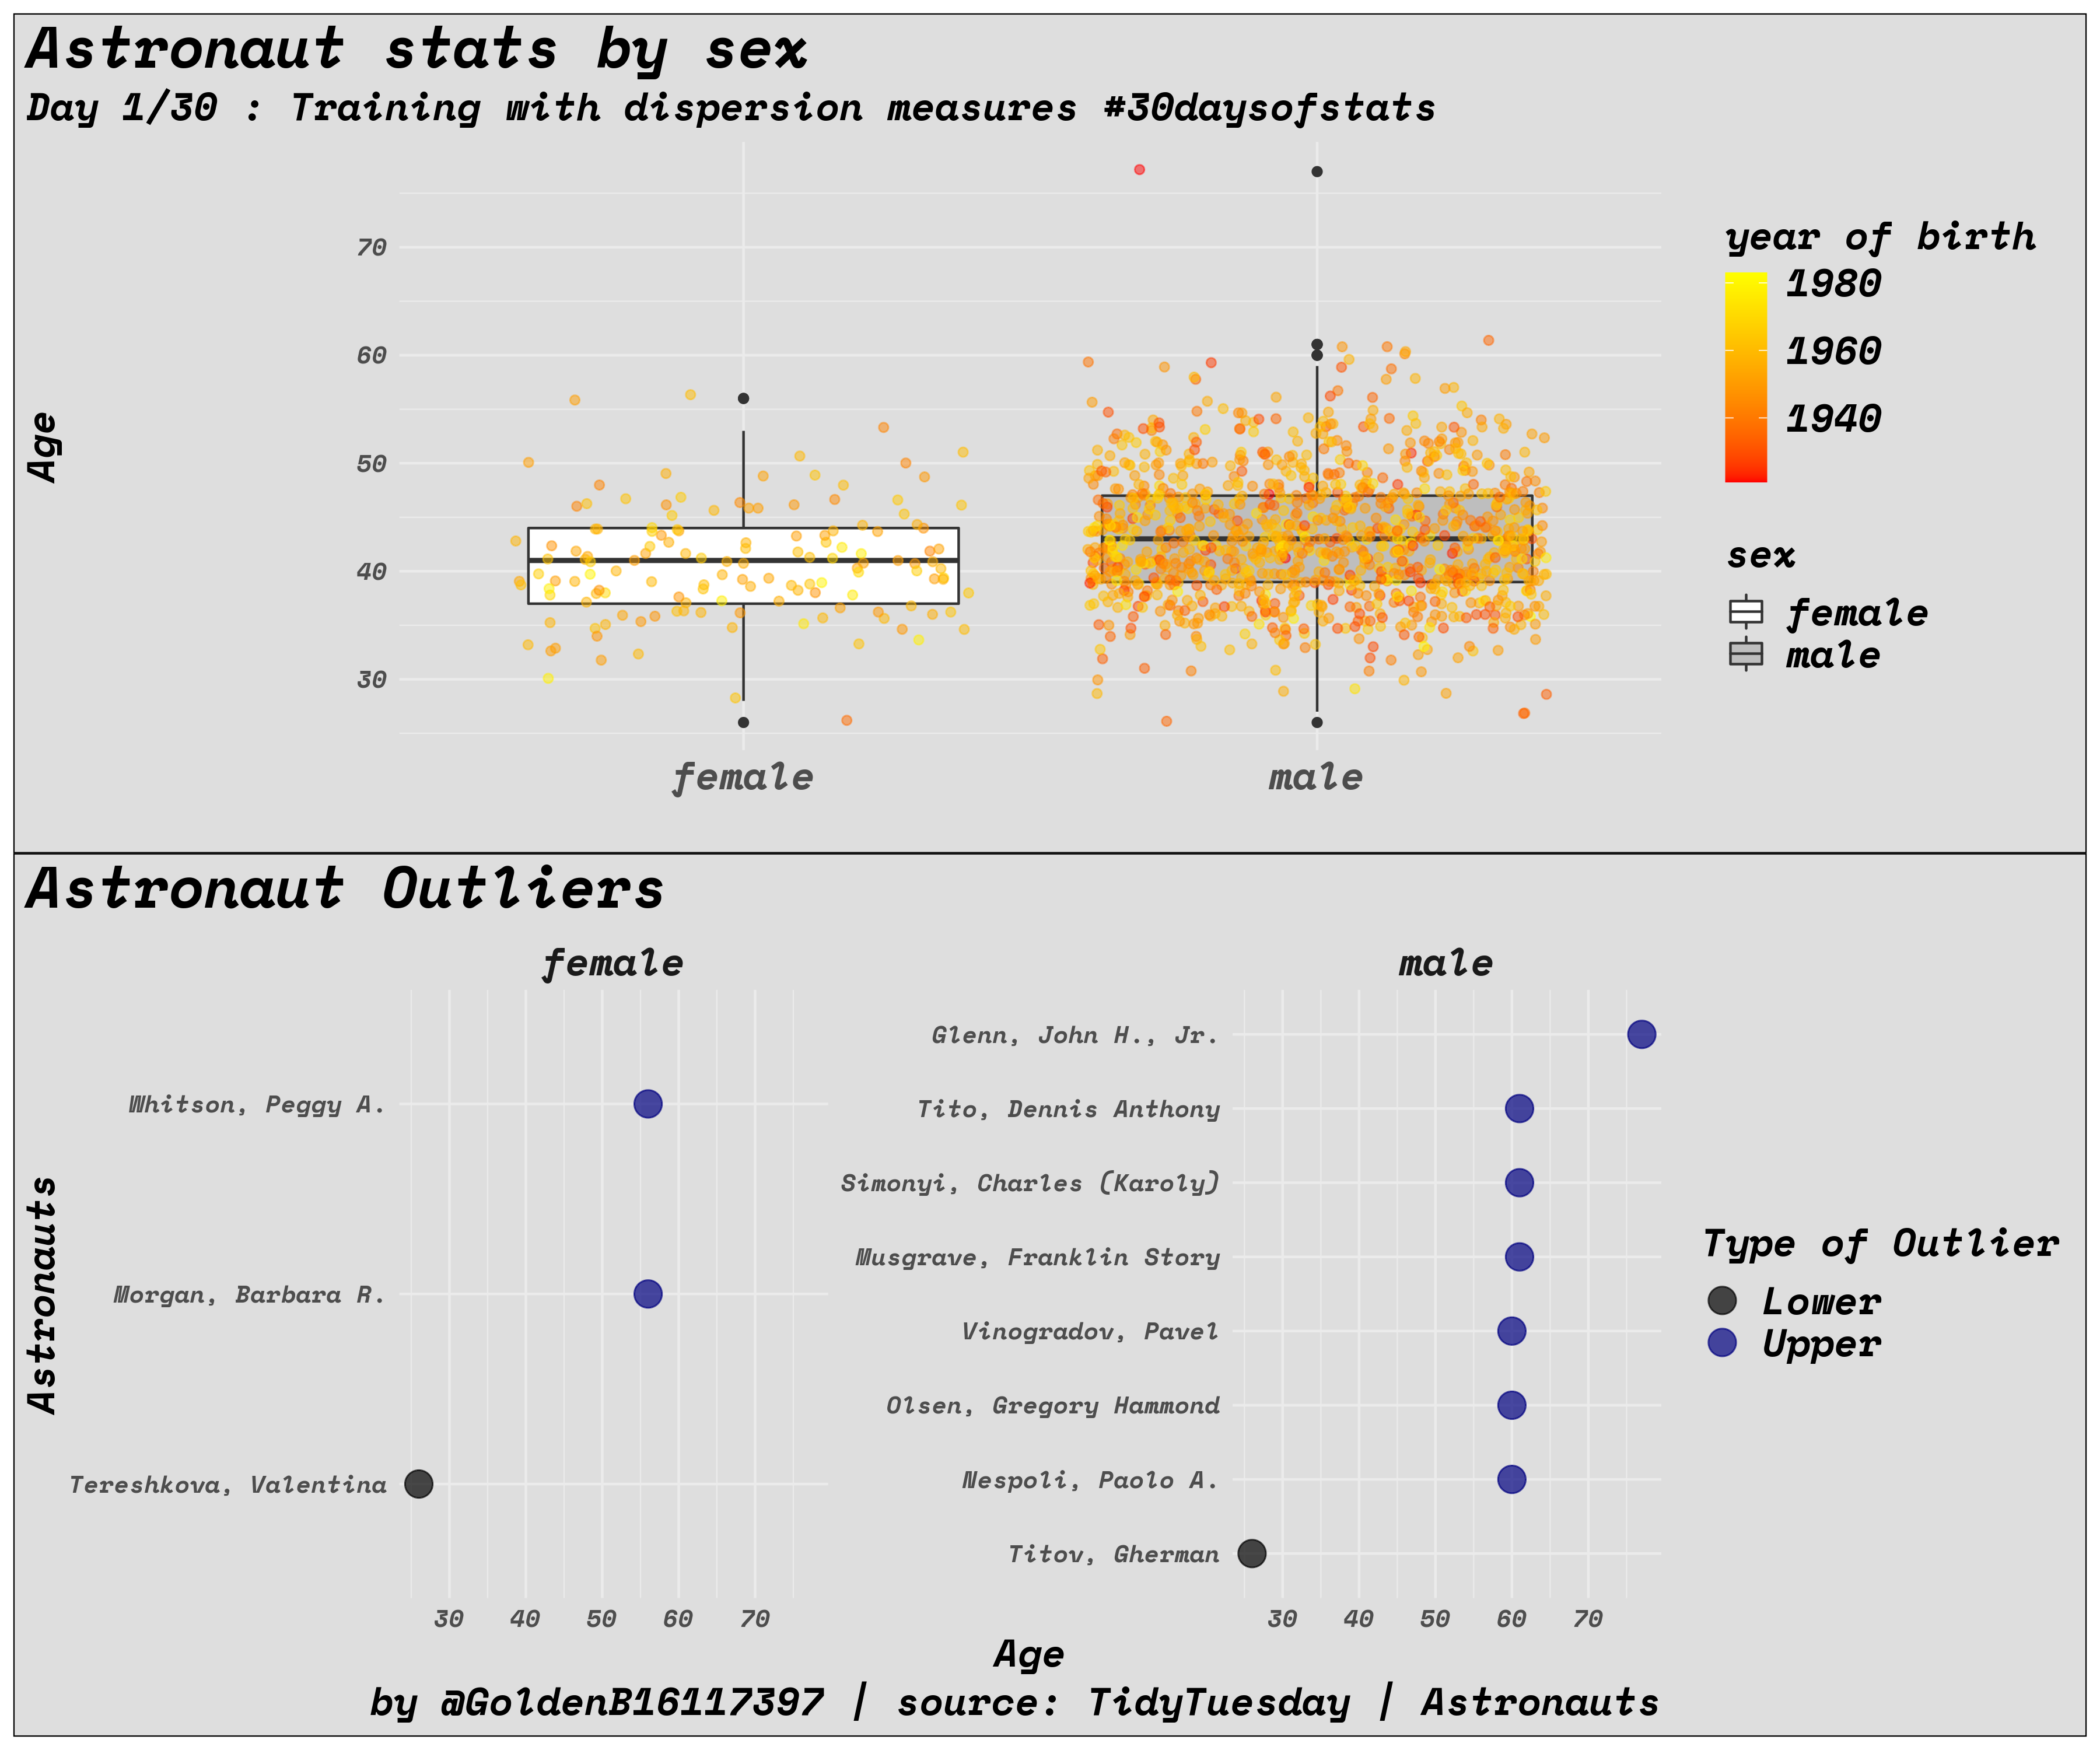 Astronaut stats by sex
Day 1/30 : Training with dispersion measures #30daysofstats
Age
70
60
50
40
30
female
male
year of birth
1980
1960
1940
sex
female
male
Astronaut Outliers
female
male
Astronauts
Whitson, Peggy A.
Morgan, Barbara R.
Tereshkova, Valentina
Glenn, John H., Jr.
Tito, Dennis Anthony
Simonyi, Charles (Karoly)
Musgrave, Franklin Story
Vinogradov, Pavel
Olsen, Gregory Hammond
Nespoli, Paolo A.
Titov, Gherman
30 40 50 60 70
30 40 50 60 70
Age
Type of Outlier
Lower
Upper
by @GoldenB16117397 | source: TidyTuesday | Astronauts